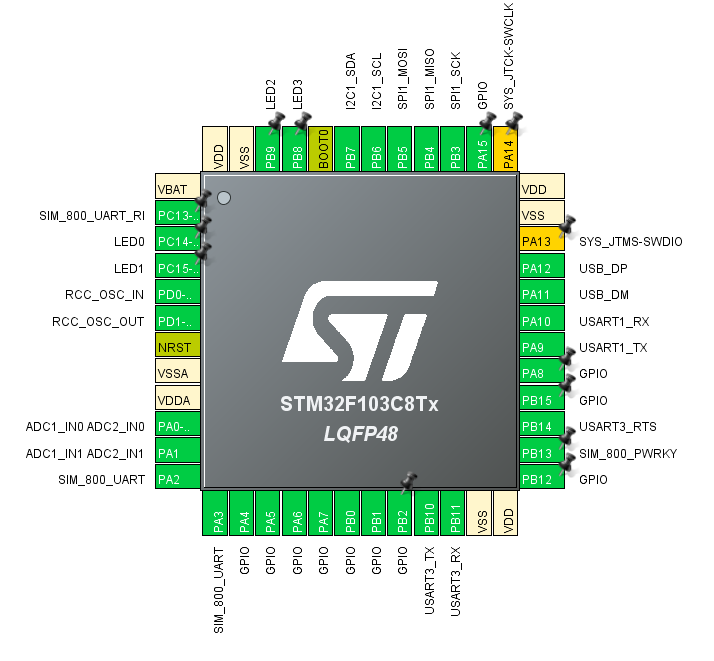 LED2
LED3
I2C1_SDA
I2C1_SCL
SPI1_MOSI
SPI1_MISO
SPI1_SCK
GPIO
SYS_JTCK-SWCLK
VDD
VSS
PB9
PB8
BOOT0
PB7
PB6
PB5
PB4
PB3
PA15
PA14
VBAT
SIM_800_UART_RI PC13-..
LED0 PC14-..
LED1 PC15-..
RCC_OSC_IN PD0-..
RCC_OSC_OUT PD1-..
NRST
VSSA
VDDA
ADC1_IN0 ADC2_IN0 PA0-..
ADC1_IN1 ADC2_IN1 PA1
SIM_800_UART PA2
ST
STM32F103C8Tx
LQFP48
VDD
VSS
PA13 SYS_JTMS-SWDIO
PA12 USB_DP
PA11 USB_DM
PA10 USART1_RX
PA9 USART1_TX
PA8 GPIO
PB15 GPIO
PB14 USART3_RTS
PB13 SIM_800_PWRKY
PB12 GPIO
PA3
PA4
PA5
PA6
PA7
PB0
PB1
PB2
PB10
PB11
VSS
VDD
SIM_800_UART
GPIO
GPIO
GPIO
GPIO
GPIO
GPIO
GPIO
USART3_TX
USART3_RX